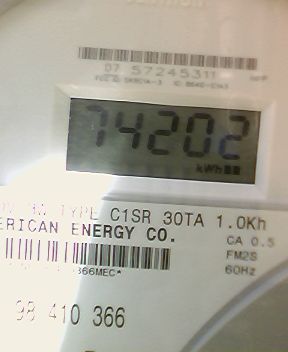 07 57245311
74202
kWh
TYPE C1SR 30TA 1.0Kh
ERICAN ENERGY CO.
CA 0.5
FM2S
366MEC*
60Hz
98 410 366